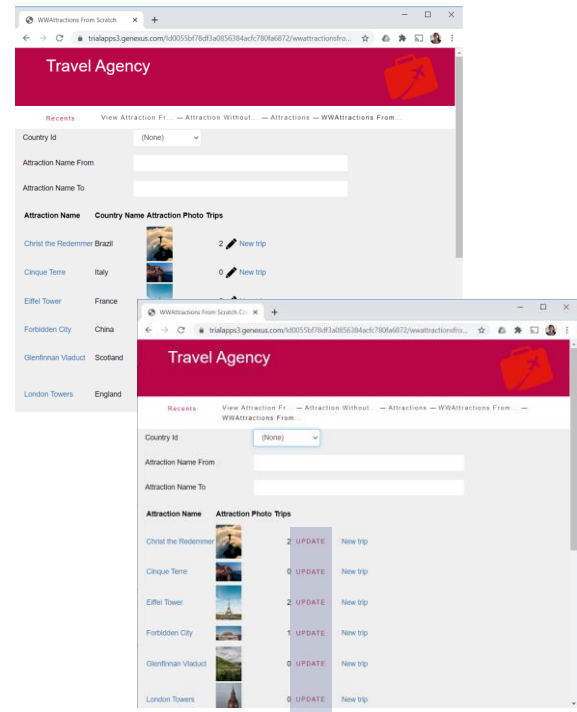 WWAttractions From Scratch
trialapps3.genexus.com/Id0055bf78df3a0856384acfc780fa6872/wwattractionsfro...
Travel Agency
Recents View Attraction Fr... — Attraction Without... — Attractions — WWAttractions From...
Country Id (None)
Attraction Name From
Attraction Name To
Attraction Name Country Name Attraction Photo Trips
Christ the Redemmer Brazil 2 New trip
Cinque Terre Italy 0 New trip
Eiffel Tower France
Forbidden City China
Glenfinnan Viaduct Scotland
London Towers England
WWAttractions From Scratch Co
trialapps3.genexus.com/Id0055bf78df3a0856384acfc780fa6872/wwattractionsfro...
Travel Agency
Recents View Attraction Fr... — Attraction Without... — Attractions — WWAttractions From... —
WWAttractions From...
Country Id (None)
Attraction Name From
Attraction Name To
Attraction Name Attraction Photo Trips
Christ the Redemmer 2 UPDATE New trip
Cinque Terre 0 UPDATE New trip
Eiffel Tower 2 UPDATE New trip
Forbidden City 1 UPDATE New trip
Glenfinnan Viaduct 0 UPDATE New trip
London Towers 0 UPDATE New trip